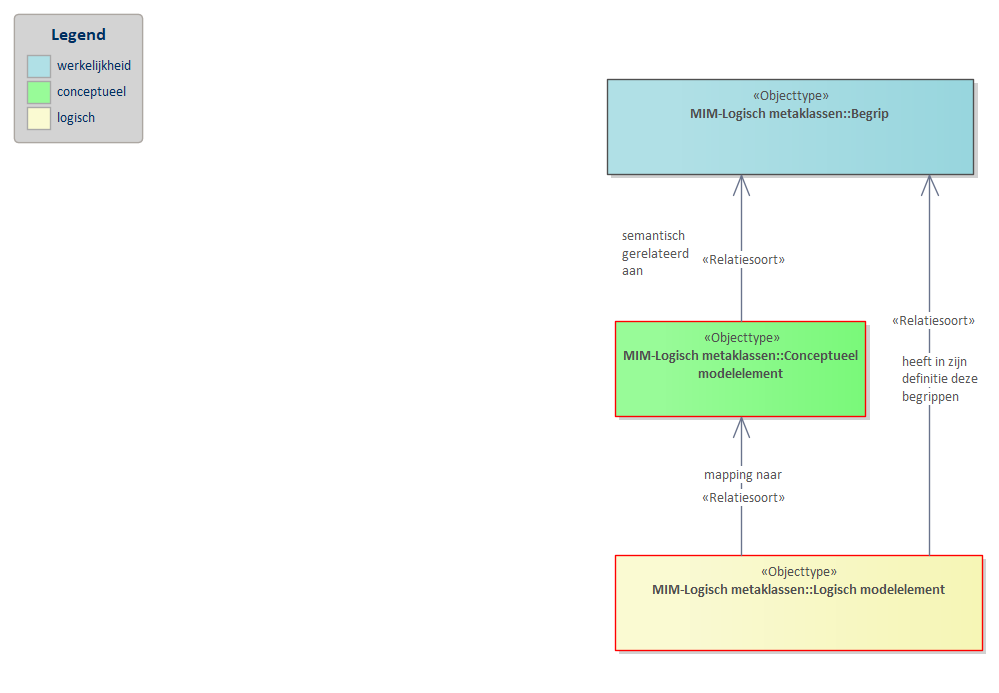 Legend
werkelijkheid
conceptueel
logisch
«Objecttype»
MIM-Logisch metaklassen::Begrip
semantisch
gerelateerd
aan
«Relatiesoort»
«Relatiesoort»
«Objecttype»
MIM-Logisch metaklassen::Conceptueel
modelelement
heeft in zijn
definitie deze
begrippen
mapping naar
«Relatiesoort»
«Objecttype»
MIM-Logisch metaklassen::Logisch modelelement